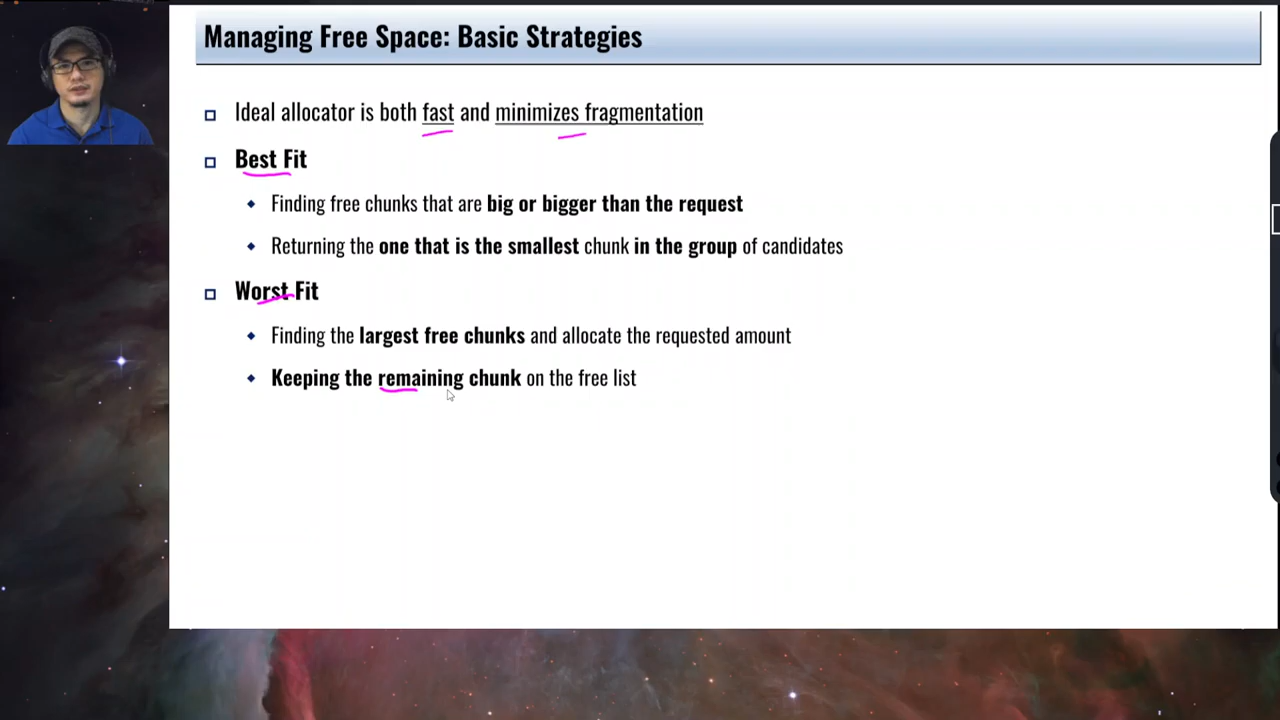 Managing Free Space: Basic Strategies
Ideal allocator is both fast and minimizes fragmentation
Best Fit
Finding free chunks that are big or bigger than the request
Returning the one that is the smallest chunk in the group of candidates
Worst Fit
Finding the largest free chunks and allocate the requested amount
Keeping the remaining chunk on the free list